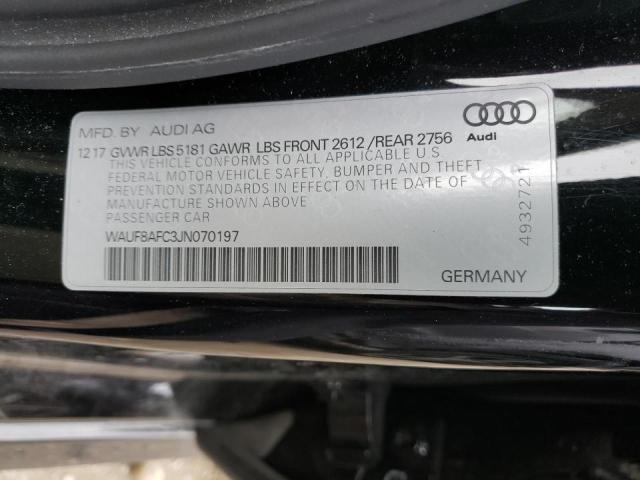 MFD. BY AUDI AG
12 17 GVWR LBS 5181 GAWR LBS FRONT 2612 /REAR 2756
THIS VEHICLE CONFORMS TO ALL APPLICABLE U S
FEDERAL MOTOR VEHICLE SAFETY, BUMPER AND THEFT
PREVENTION STANDARDS IN EFFECT ON THE DATE OF
MANUFACTURE SHOWN ABOVE
PASSENGER CAR
WAUF8AFC3JN070197
GERMANY
Audi
4932721